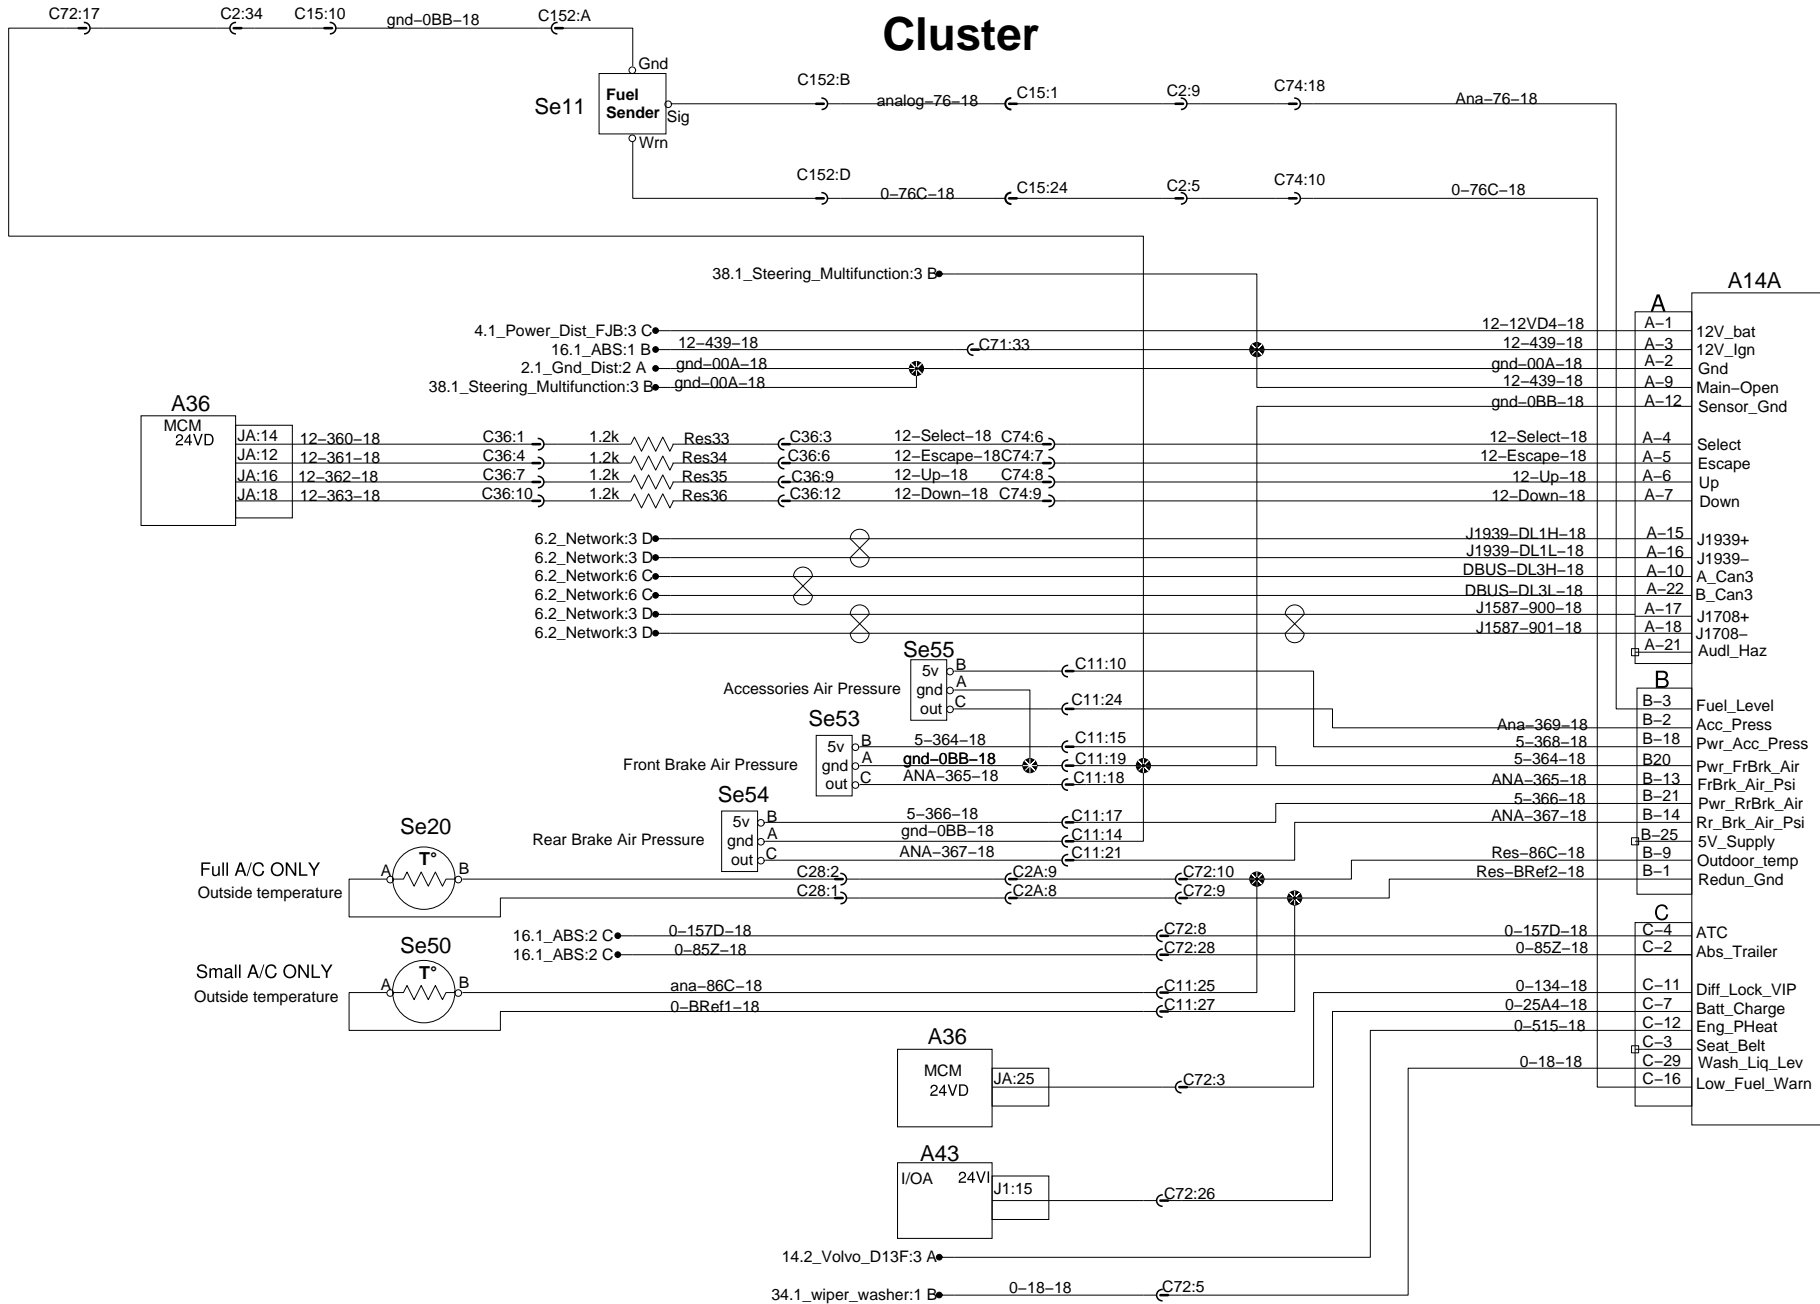 Cluster
C72:17 C2:34 C15:10 gnd-0BB-18 C152:A
Gnd
Se11
Fuel
Sender
Sig
Wrn
C152:B analog-76-18 C15:1 C2:9 C74:18 Ana-76-18
C152:D 0-76C-18 C15:24 C2:5 C74:10 0-76C-18
38.1_Steering_Multifunction:3 B
A14A
A
4.1_Power_Dist_FJB:3 C 12-12VD4-18 A-1 12V_bat
16.1_ABS:1 B 12-439-18 C71:33 12-439-18 A-3 12V_Ign
2.1_Gnd_Dist:2 A gnd-00A-18 gnd-00A-18 A-2 Gnd
38.1_Steering_Multifunction:3 B gnd-00A-18 12-439-18 A-9 Main-Open
gnd-0BB-18 A-12 Sensor_Gnd
A36
MCM
24VD
JA:14 12-360-18 C36:1 1.2k Res33 C36:3 12-Select-18 C74:6 12-Select-18 A-4 Select
JA:12 12-361-18 C36:4 1.2k Res34 C36:6 12-Escape-18 C74:7 12-Escape-18 A-5 Escape
JA:16 12-362-18 C36:7 1.2k Res35 C36:9 12-Up-18 C74:8 12-Up-18 A-6 Up
JA:18 12-363-18 C36:10 1.2k Res36 C36:12 12-Down-18 C74:9 12-Down-18 A-7 Down
6.2_Network:3 D J1939-DL1H-18 A-15 J1939+
6.2_Network:3 D J1939-DL1L-18 A-16 J1939-
6.2_Network:6 C DBUS-DL3H-18 A-10 A_Can3
6.2_Network:6 C DBUS-DL3L-18 A-22 B_Can3
6.2_Network:3 D J1587-900-18 A-17 J1708+
6.2_Network:3 D J1587-901-18 A-18 J1708-
A-21 Audl_Haz
Se55
Accessories Air Pressure
5v B C11:10
gnd A
out C C11:24
B
B-3 Fuel_Level
Ana-369-18 B-2 Acc_Press
5-368-18 B-18 Pwr_Acc_Press
Se53
Front Brake Air Pressure
5v B 5-364-18 C11:15 5-364-18 B20 Pwr_FrBrk_Air
gnd A gnd-0BB-18 C11:19
out C ANA-365-18 C11:18 ANA-365-18 B-13 FrBrk_Air_Psi
Se54
Rear Brake Air Pressure
5v B 5-366-18 C11:17 5-366-18 B-21 Pwr_RrBrk_Air
gnd A gnd-0BB-18 C11:14
out C ANA-367-18 C11:21 ANA-367-18 B-14 Rr_Brk_Air_Psi
B-25 5V_Supply
Se20
Full A/C ONLY
Outside temperature
A T° B
C28:2 C2A:9 C72:10 Res-86C-18 B-9 Outdoor_temp
C28:1 C2A:8 C72:9 Res-BRef2-18 B-1 Redun_Gnd
C
16.1_ABS:2 C 0-157D-18 C72:8 0-157D-18 C-4 ATC
16.1_ABS:2 C 0-85Z-18 C72:28 0-85Z-18 C-2 Abs_Trailer
Se50
Small A/C ONLY
Outside temperature
A T° B
ana-86C-18 C11:25
0-BRef1-18 C11:27
0-134-18 C-11 Diff_Lock_VIP
0-25A4-18 C-7 Batt_Charge
0-515-18 C-12 Eng_PHeat
C-3 Seat_Belt
0-18-18 C-29 Wash_Liq_Lev
C-16 Low_Fuel_Warn
A36
MCM
24VD
JA:25 C72:3
A43
I/OA 24VI
J1:15 C72:26
14.2_Volvo_D13F:3 A
34.1_wiper_washer:1 B 0-18-18 C72:5